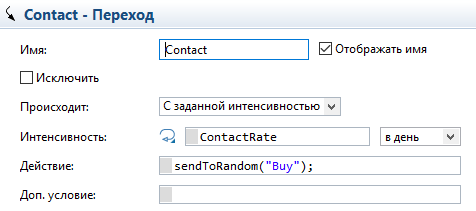 Contact - Переход
Имя: Contact Отображать имя
Исключить
Происходит: С заданной интенсивностью
Интенсивность: ContactRate в день
Действие: sendToRandom("Buy");
Доп. условие: